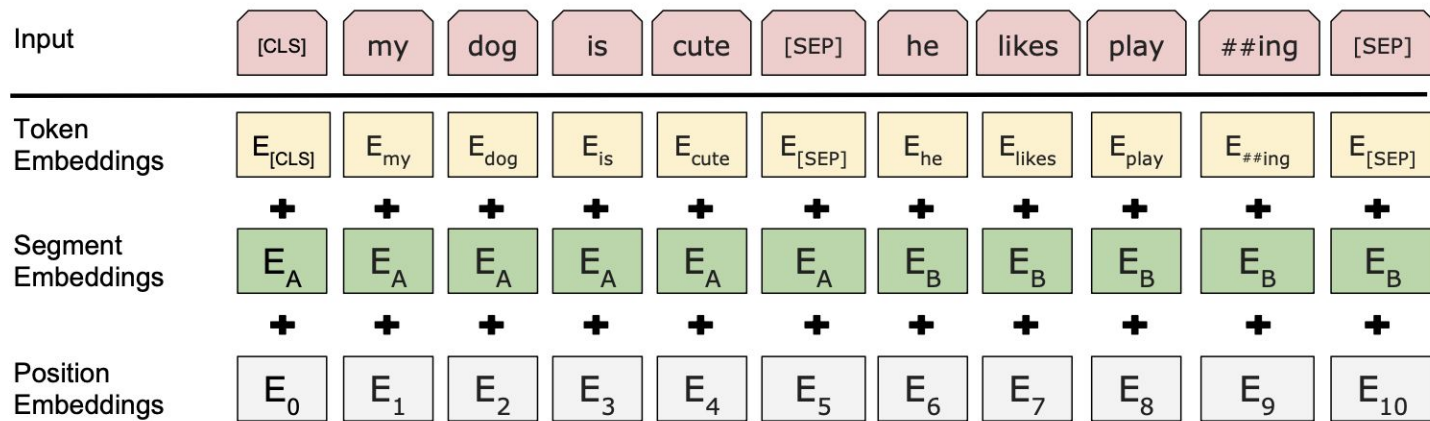 Input [CLS] my dog is cute [SEP] he likes play ##ing [SEP]
Token
Embeddings E[CLS] Emy Edog Eis Ecute E[SEP] Ehe Elikes Eplay E##ing E[SEP]
+ + + + + + + + + + +
Segment
Embeddings EA EA EA EA EA EA EB EB EB EB EB
+ + + + + + + + + + +
Position
Embeddings E0 E1 E2 E3 E4 E5 E6 E7 E8 E9 E10